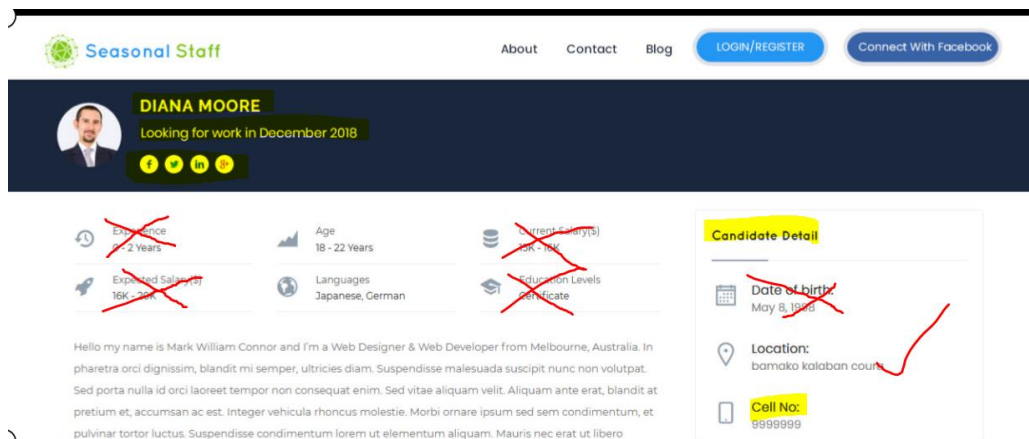 Seasonal Staff
About Contact Blog LOGIN/REGISTER Connect With Facebook
DIANA MOORE
Looking for work in December 2018
Experience
0 - 2 Years
Age
18 - 22 Years
Current Salary($)
15K - 16K
Expected Salary($)
16K - 20K
Languages
Japanese, German
Education Levels
Certificate
Hello my name is Mark William Connor and I'm a Web Designer & Web Developer from Melbourne, Australia. In
pharetra orci dignissim, blandit mi semper, ultricies diam. Suspendisse malesuada suscipit nunc non volutpat.
Sed porta nulla id orci laoreet tempor non consequat enim. Sed vitae aliquam velit. Aliquam ante erat, blandit at
pretium et, accumsan ac est. Integer vehicula rhoncus molestie. Morbi ornare ipsum sed sem condimentum, et
pulvinar tortor luctus. Suspendisse condimentum lorem ut elementum aliquam. Mauris nec erat ut libero
Candidate Detail
Date of birth:
May 8, 1998
Location:
bamako kalaban coura
Cell No:
9999999